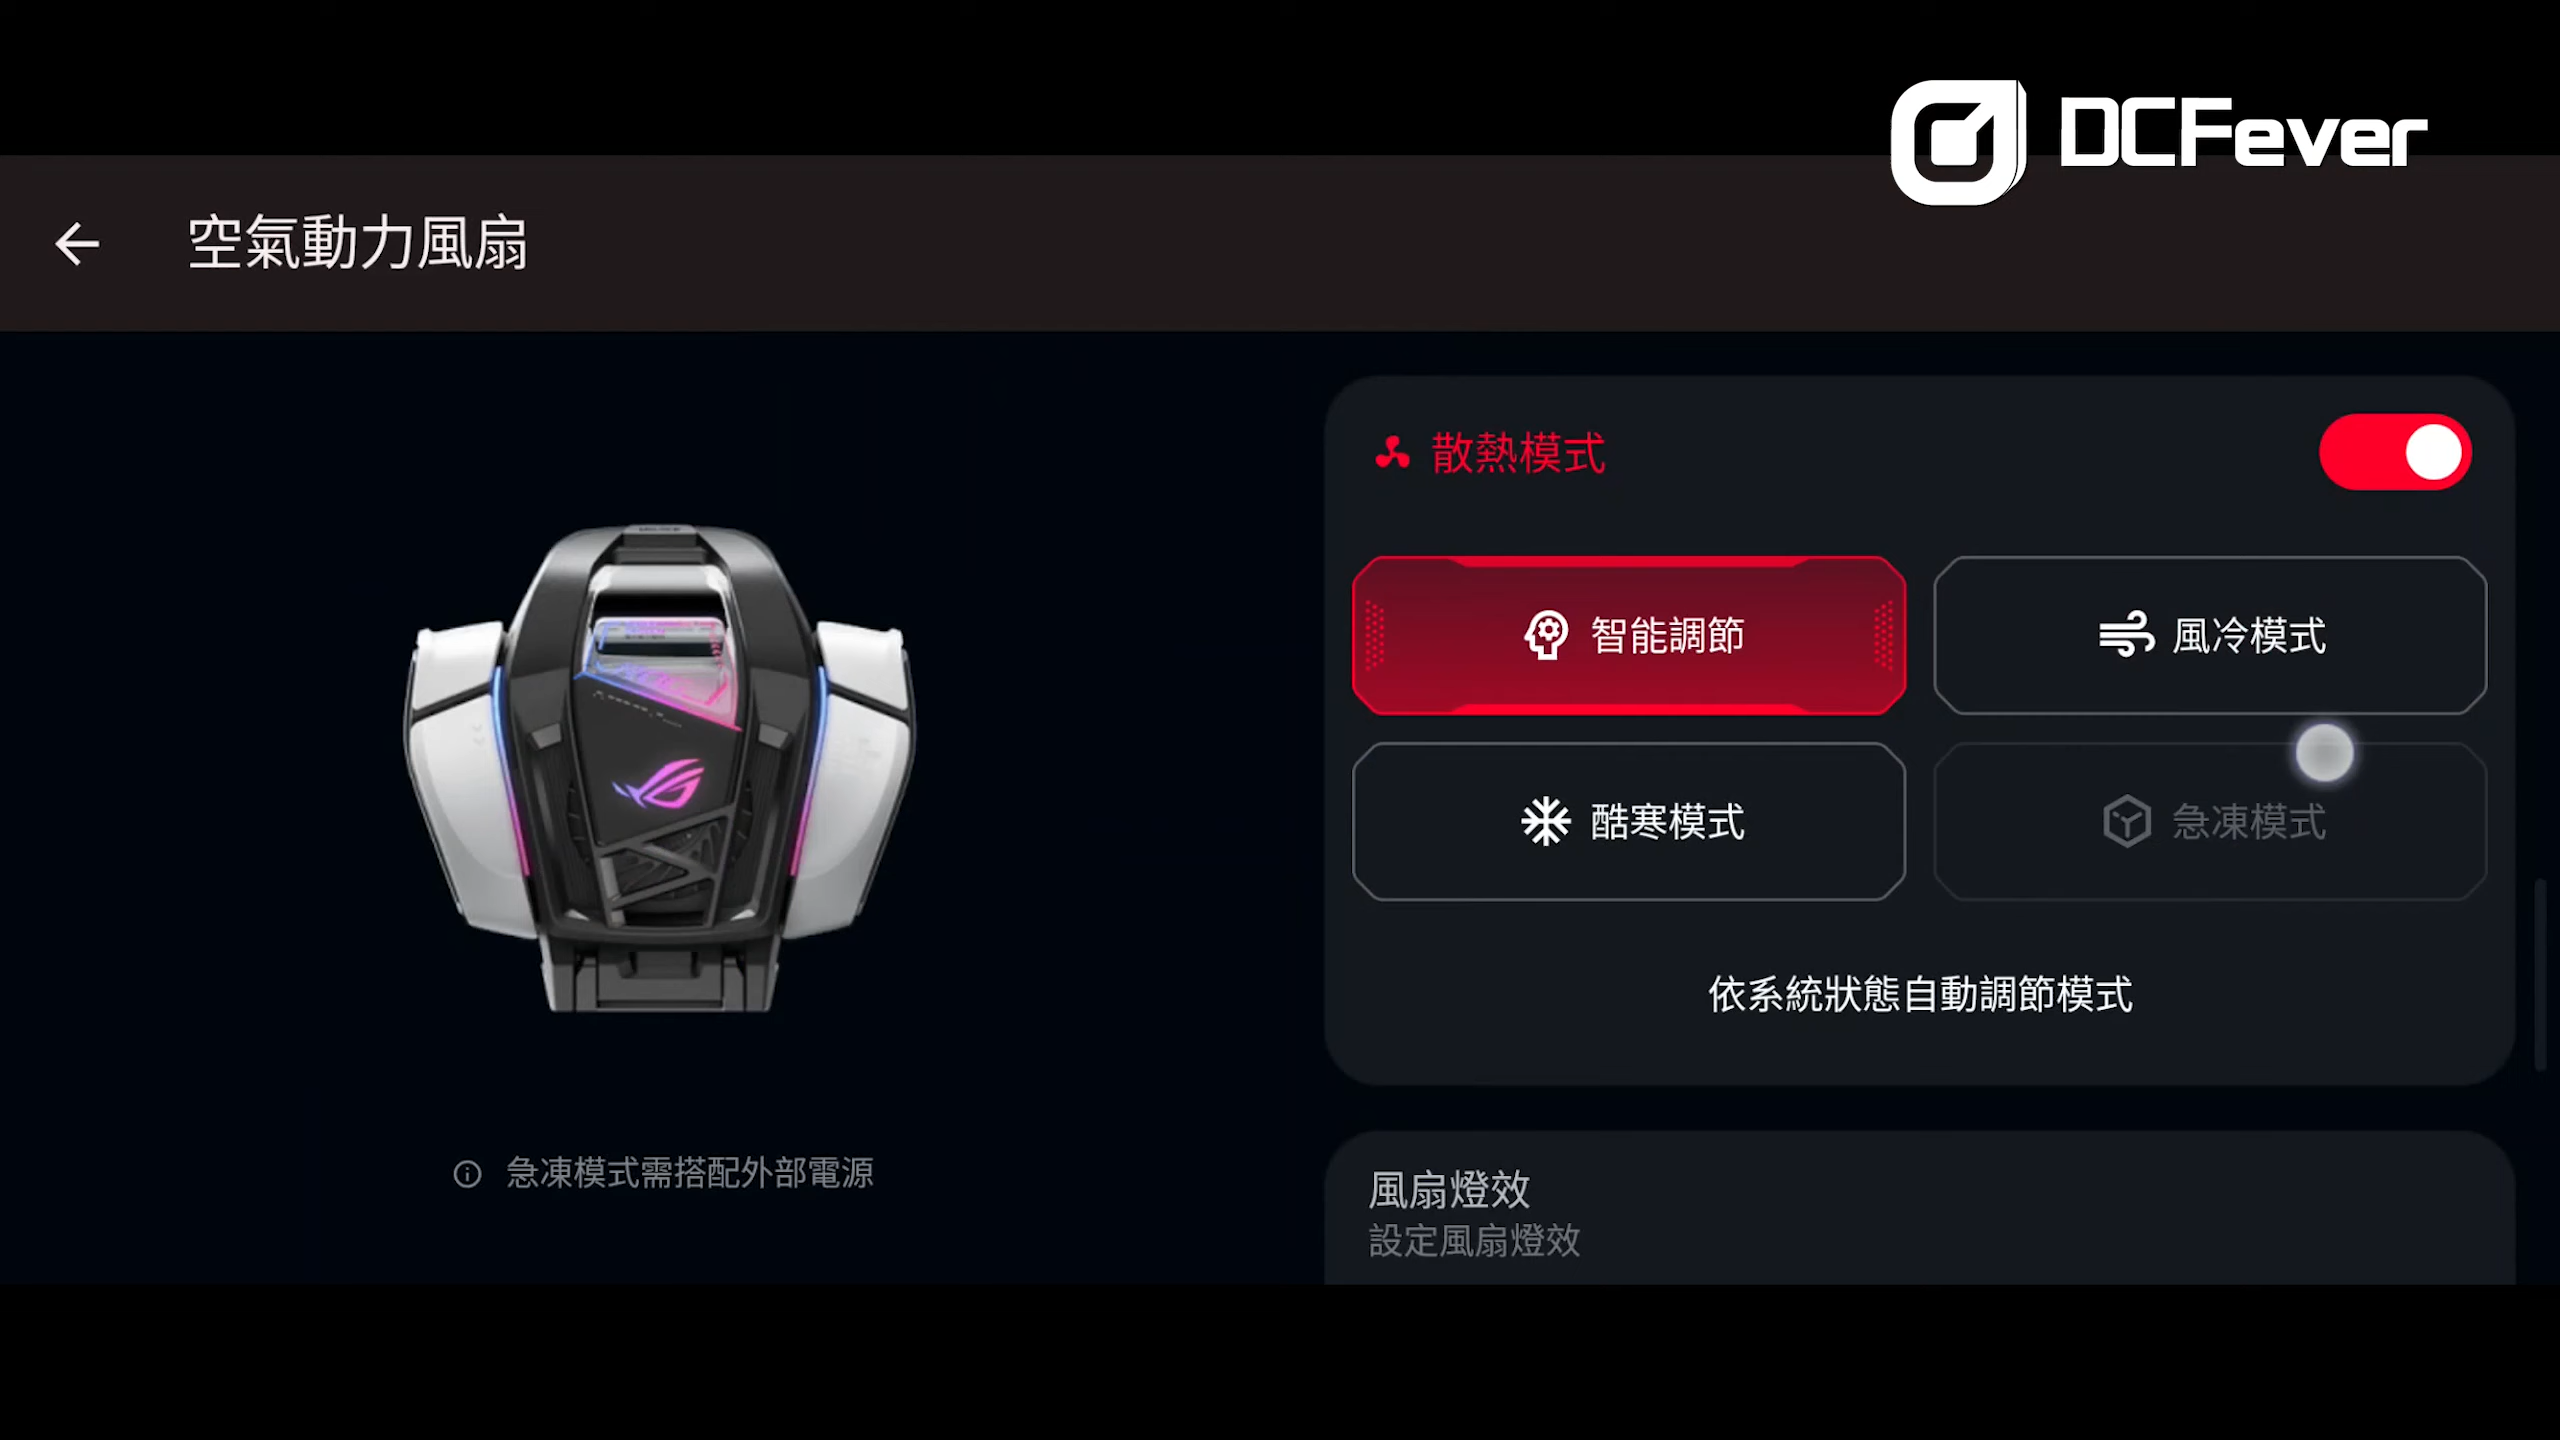 DCFever
空氣動力風扇
散熱模式
智能調節
風冷模式
酷寒模式
急凍模式
依系統狀態自動調節模式
急凍模式需搭配外部電源
風扇燈效
設定風扇燈效